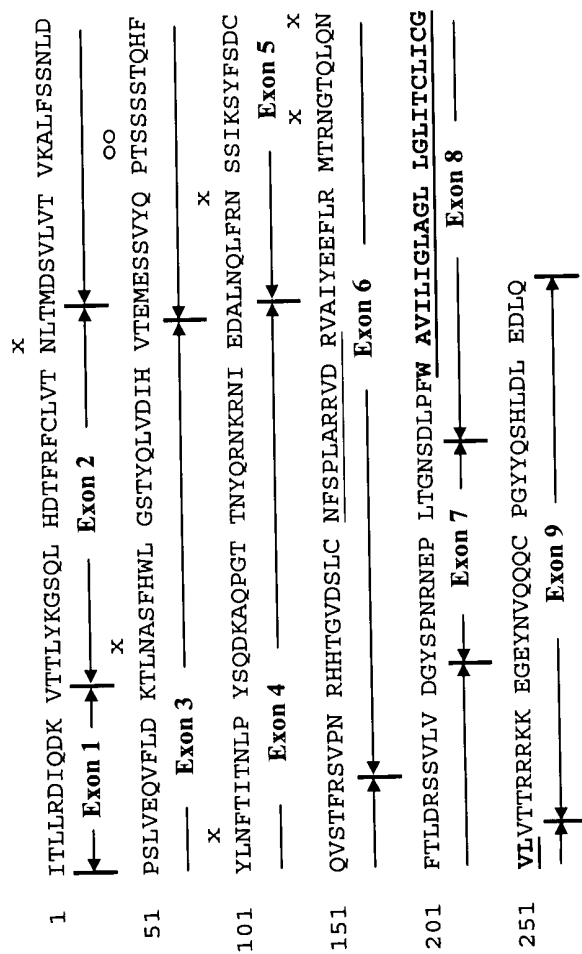 x
1 ITLLRDIQDK VTTLYKGSQL HDTFRFCLVT NLTMDSVLVT VKALFSSNLD
Exon 1 Exon 2
x OO
51 PSLVEQVFLD KTLNASFHWL GSTYQLVDIH VTEMESSVYQ PTSSSSTQHF
Exon 3
x x
101 YLNFTITNLP YSQDKAQPGT TNYQRNKRNI EDALNQLFRN SSIKSYFSDC
Exon 4 Exon 5
x x
151 QVSTFRSVPN RHHTGVDSLC NFSPLARRVD RVAIYEEFLR MTRNGTQLQN
Exon 6
201 FTLDRSSVLV DGYSPNRNEP LTGNSDLPFW AVILIGLAGL LGLITCLICG
Exon 7 Exon 8
251 VLVTTRRRKK EGEYNVQQQC PGYYQSHLDL EDLQ
Exon 9